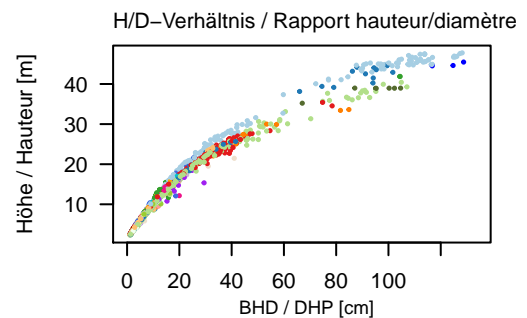 H/D−Verhältnis / Rapport hauteur/diamètre
Höhe / Hauteur [m]
40
30
20
10
0 20 40 60 80 100
BHD / DHP [cm]